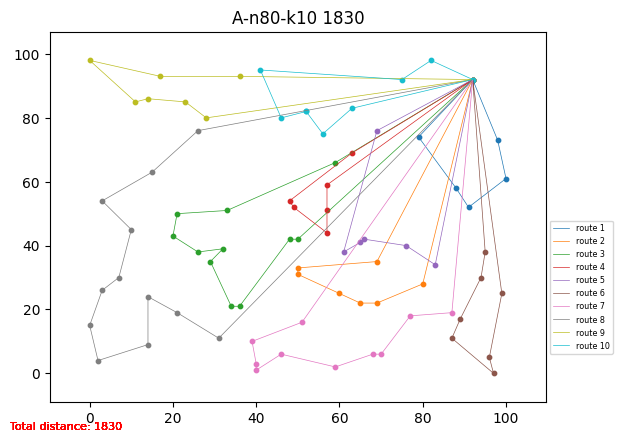 A-n80-k10 1830
100
80
60
40
20
0
0 20 40 60 80 100
route 1
route 2
route 3
route 4
route 5
route 6
route 7
route 8
route 9
route 10
Total distance: 1830